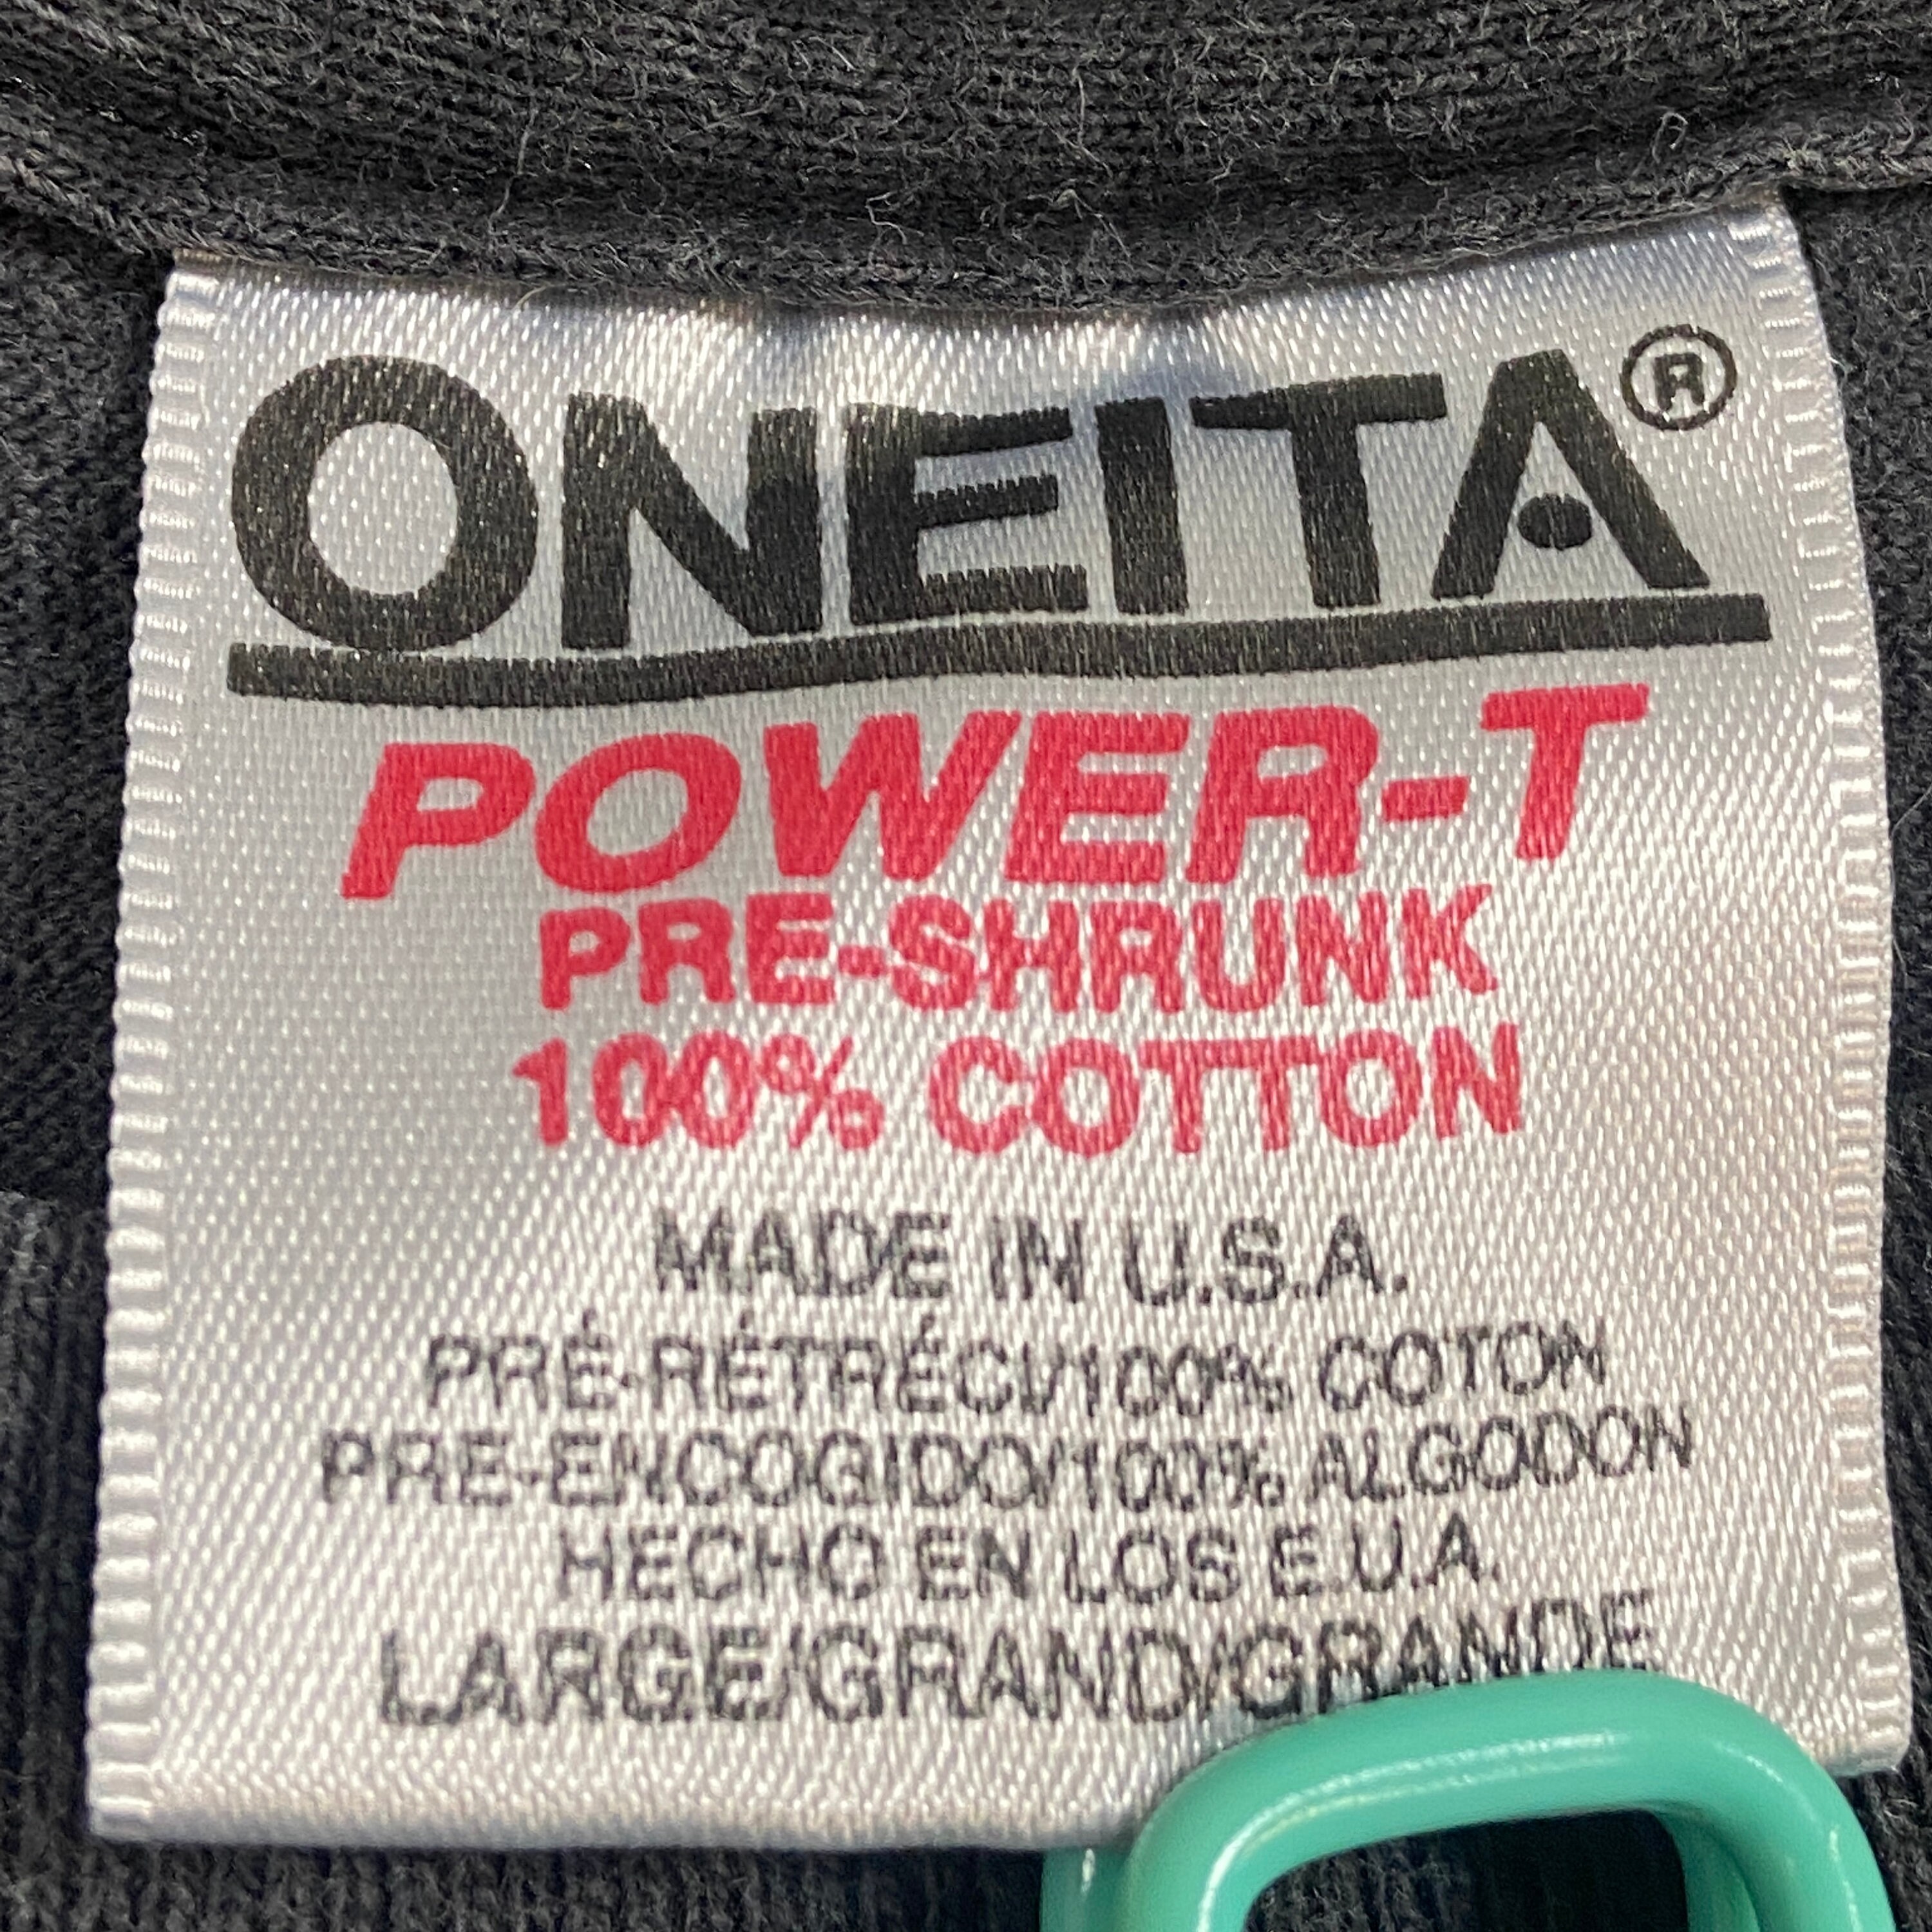 ONEITA®
POWER-T
PRE-SHRUNK
100% COTTON
MADE IN U.S.A.
PRÉ-RÉTRÉCI/100% COTON
PRE-ENCOGIDO/100% ALGODON
HECHO EN LOS E.U.A.
LARGE/GRAND/GRANDE